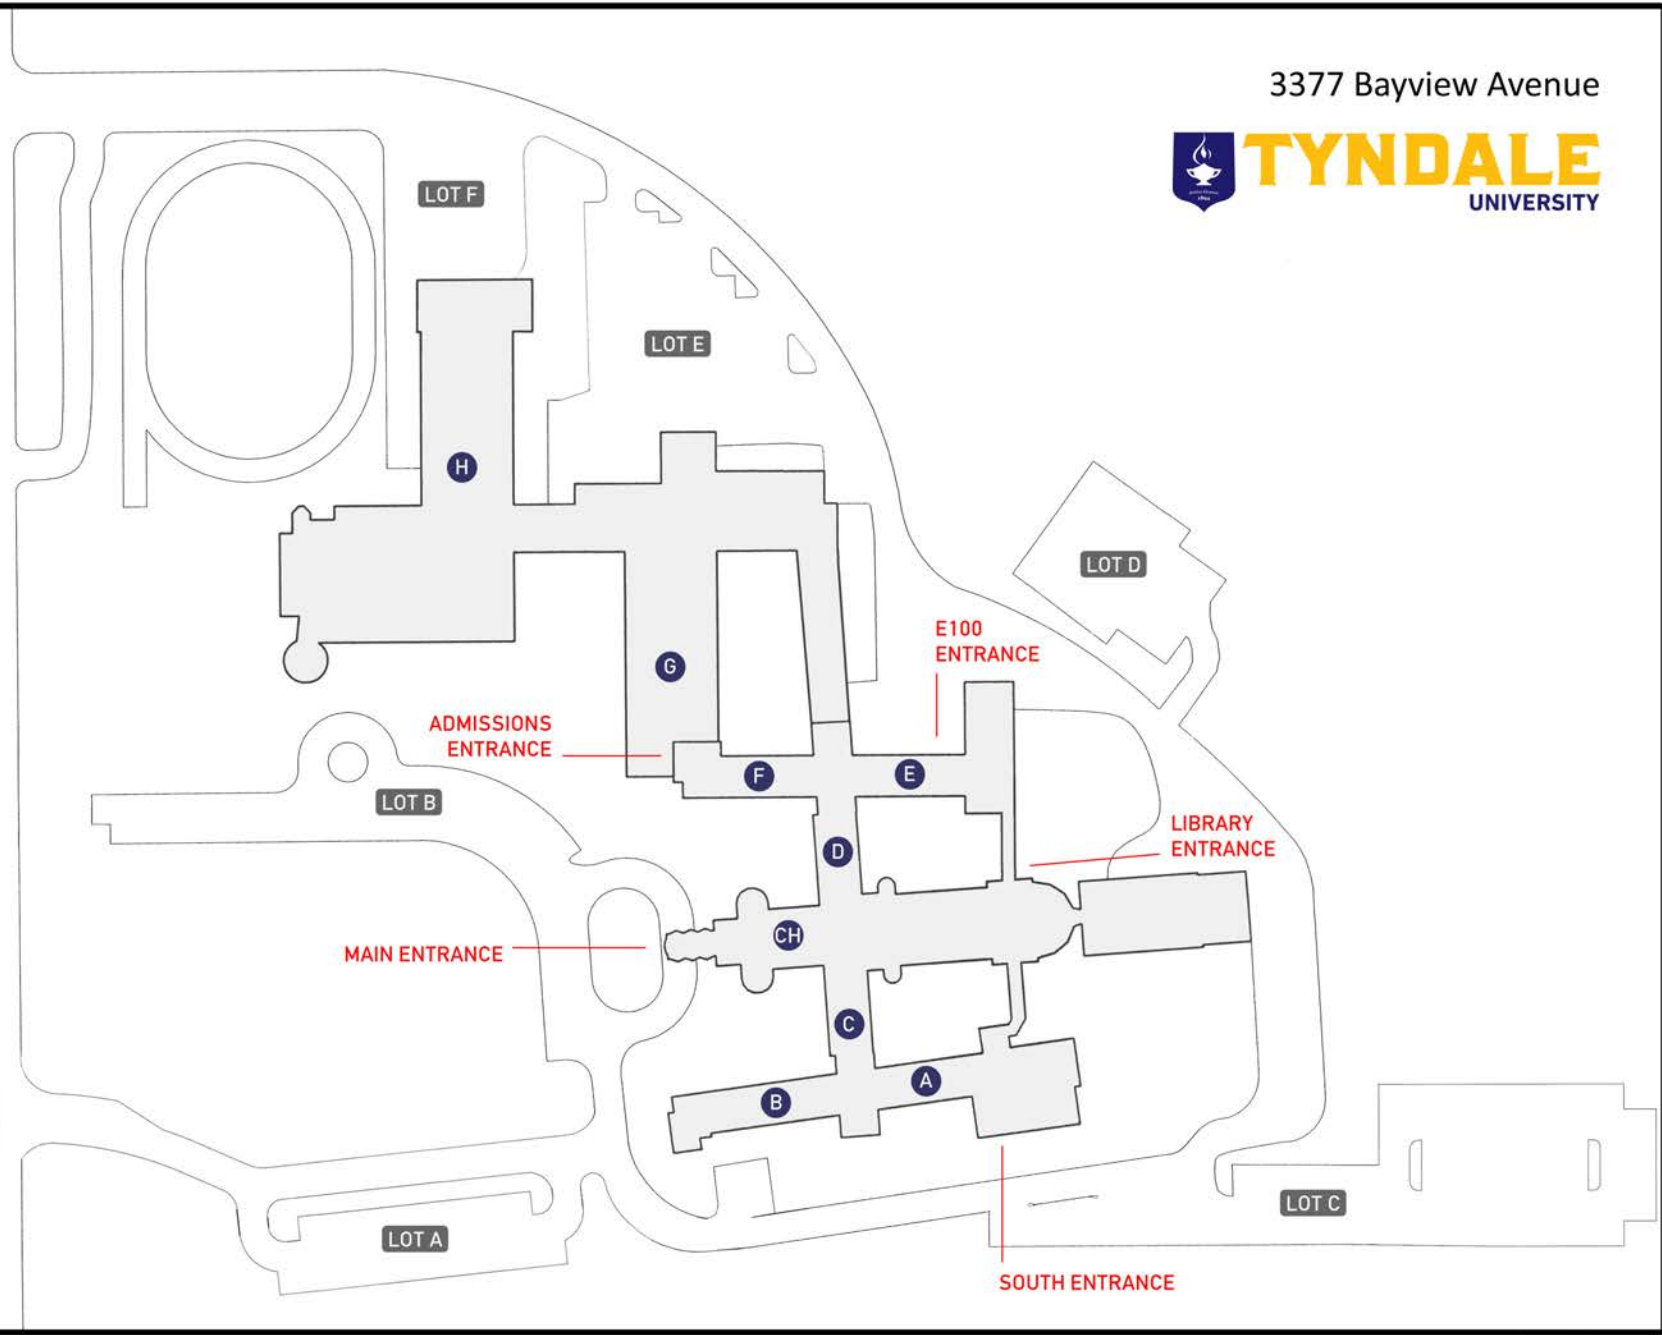 3377 Bayview Avenue
TYNDALE
UNIVERSITY
LOT F
LOT E
H
LOT D
E100
ENTRANCE
G
ADMISSIONS
ENTRANCE
F
E
LOT B
LIBRARY
ENTRANCE
D
CH
MAIN ENTRANCE
C
A
B
LOT C
LOT A
SOUTH ENTRANCE